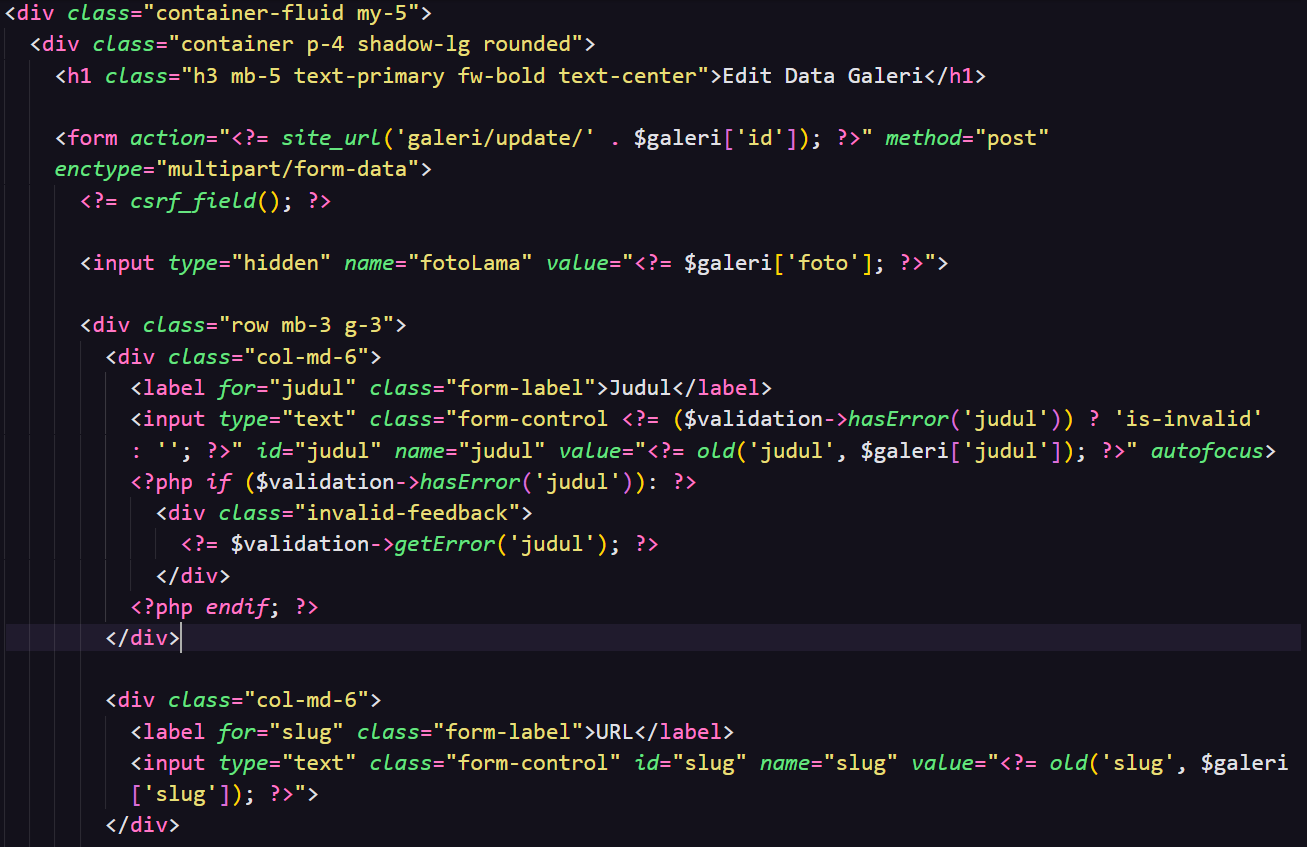 <div class="container-fluid my-5">
<div class="container p-4 shadow-lg rounded">
<h1 class="h3 mb-5 text-primary fw-bold text-center">Edit Data Galeri</h1>
<form action="<?= site_url('galeri/update/' . $galeri['id']); ?>" method="post"
enctype="multipart/form-data">
<?= csrf_field(); ?>
<input type="hidden" name="fotoLama" value="<?= $galeri['foto']; ?>">
<div class="row mb-3 g-3">
<div class="col-md-6">
<label for="judul" class="form-label">Judul</label>
<input type="text" class="form-control <?= ($validation->hasError('judul')) ? 'is-invalid'
: ''; ?>" id="judul" name="judul" value="<?= old('judul', $galeri['judul']); ?>" autofocus>
<?php if ($validation->hasError('judul')): ?>
<div class="invalid-feedback">
<?= $validation->getError('judul'); ?>
</div>
<?php endif; ?>
</div>
<div class="col-md-6">
<label for="slug" class="form-label">URL</label>
<input type="text" class="form-control" id="slug" name="slug" value="<?= old('slug', $galeri
['slug']); ?>">
</div>